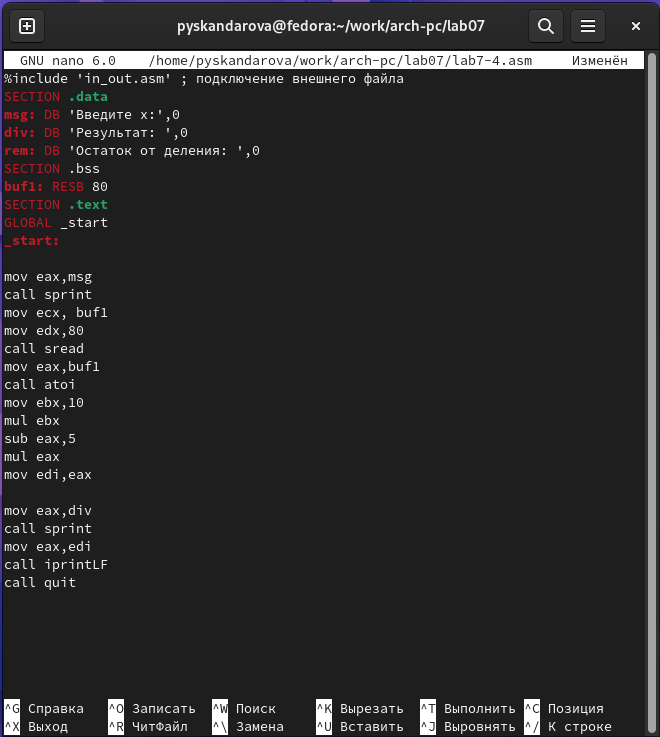 pyskandarova@fedora:~/work/arch-pc/lab07
GNU nano 6.0 /home/pyskandarova/work/arch-pc/lab07/lab7-4.asm Изменён
%include 'in_out.asm' ; подключение внешнего файла
SECTION .data
msg: DB 'Введите x:',0
div: DB 'Результат: ',0
rem: DB 'Остаток от деления: ',0
SECTION .bss
buf1: RESB 80
SECTION .text
GLOBAL _start
_start:
mov eax,msg
call sprint
mov ecx, buf1
mov edx,80
call sread
mov eax,buf1
call atoi
mov ebx,10
mul ebx
sub eax,5
mul eax
mov edi,eax
mov eax,div
call sprint
mov eax,edi
call iprintLF
call quit
^G Справка ^O Записать ^W Поиск ^K Вырезать ^T Выполнить ^C Позиция
^X Выход ^R ЧитФайл ^\ Замена ^U Вставить ^J Выровнять ^/ К строке